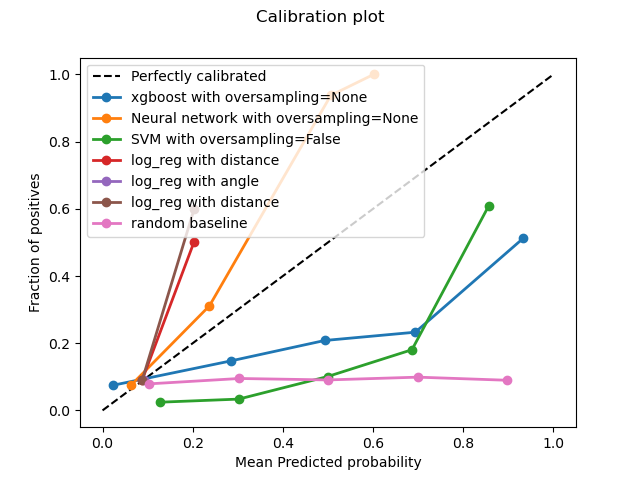 Calibration plot
Perfectly calibrated
xgboost with oversampling=None
Neural network with oversampling=None
SVM with oversampling=False
log_reg with distance
log_reg with angle
log_reg with distance
random baseline
1.0
0.8
0.6
0.4
0.2
0.0
Fraction of positives
0.0 0.2 0.4 0.6 0.8 1.0
Mean Predicted probability